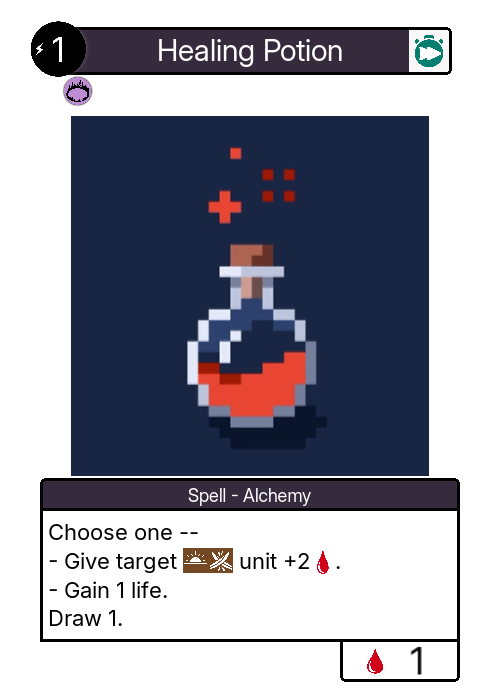 1
Healing Potion
Spell - Alchemy
Choose one --
- Give target unit +2 .
- Gain 1 life.
Draw 1.
1